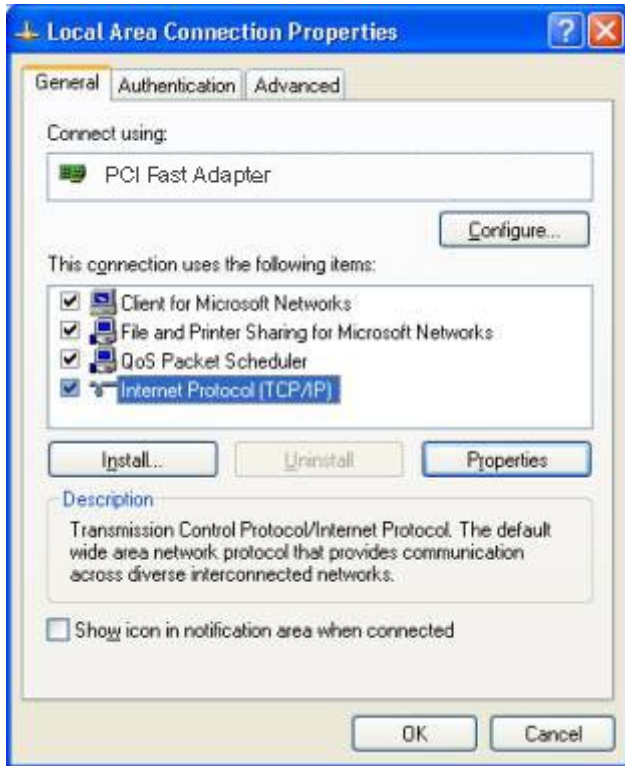 Local Area Connection Properties
General Authentication Advanced
Connect using:
PCI Fast Adapter
Configure...
This connection uses the following items:
Client for Microsoft Networks
File and Printer Sharing for Microsoft Networks
QoS Packet Scheduler
Internet Protocol (TCP/IP)
Install... Uninstall Properties
Description
Transmission Control Protocol/Internet Protocol. The default
wide area network protocol that provides communication
across diverse interconnected networks.
Show icon in notification area when connected
OK Cancel